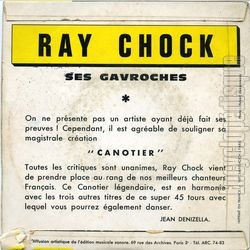 RAY CHOCK
SES GAVROCHES
*
On ne présente pas un artiste ayant déjà fait ses
preuves ! Cependant, il est agréable de souligner sa
magistrale création
"CANOTIER"
Toutes les critiques sont unanimes, Ray Chock vient
de prendre place au rang de nos meilleurs chanteurs
Français. Ce Canotier légendaire, est en harmonie
avec les trois autres titres de ce super 45 tours avec
lequel vous pourrez également danser.
JEAN DENIZELLA.
Diffusion artistique de l'édition musicale sonore. 69 rue des Archives. Paris 3e Tél. ARC. 74-83